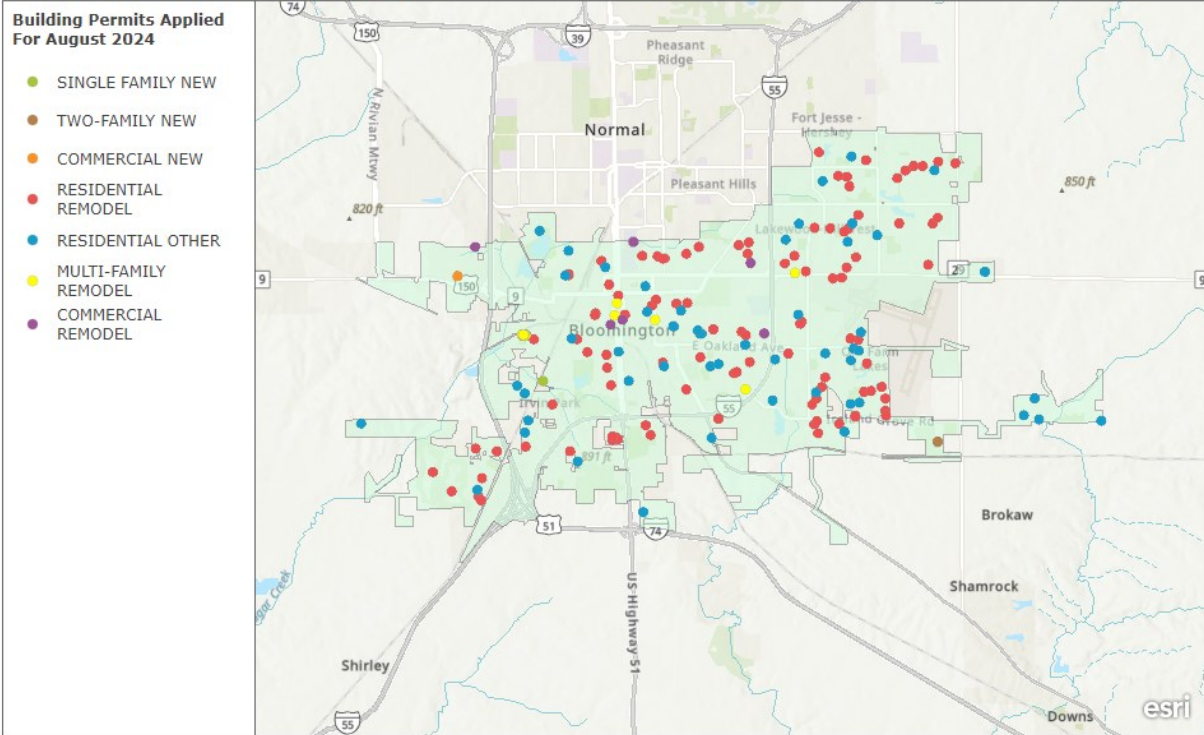 Building Permits Applied
For August 2024
SINGLE FAMILY NEW
TWO-FAMILY NEW
COMMERCIAL NEW
RESIDENTIAL
REMODEL
RESIDENTIAL OTHER
MULTI-FAMILY
REMODEL
COMMERCIAL
REMODEL
74
150
39
Pheasant
Ridge
55
N Rivian Mtwy
Normal
Fort Jesse -
Hershey
Pleasant Hills
850 ft
820 ft
9
150
9
9
Bloomington
E Oakland Ave
Lakes
55
891 ft
51
74
Brokaw
US Highway 51
Shamrock
Creek
Shirley
55
Downs
esri